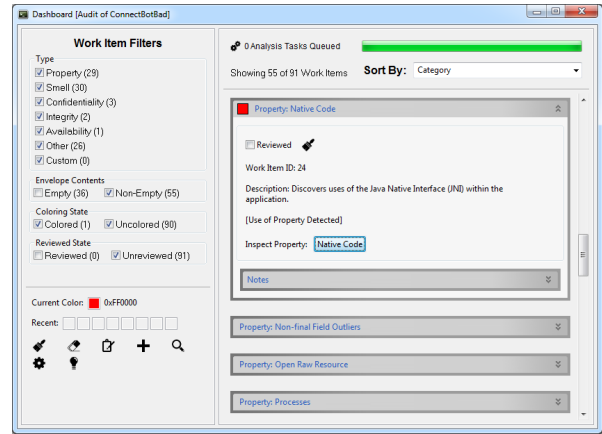 Dashboard [Audit of ConnectBotBad]
Work Item Filters
Type
Property (29)
Smell (30)
Confidentiality (3)
Integrity (2)
Availability (1)
Other (26)
Custom (0)
Envelope Contents
Empty (36) Non-Empty (55)
Coloring State
Colored (1) Uncolored (90)
Reviewed State
Reviewed (0) Unreviewed (91)
Current Color: 0xFF0000
Recent:
0 Analysis Tasks Queued
Showing 55 of 91 Work Items Sort By: Category
Property: Native Code
Reviewed
Work Item ID: 24
Description: Discovers uses of the Java Native Interface (JNI) within the
application.
[Use of Property Detected]
Inspect Property: Native Code
Notes
Property: Non-final Field Outliers
Property: Open Raw Resource
Property: Processes